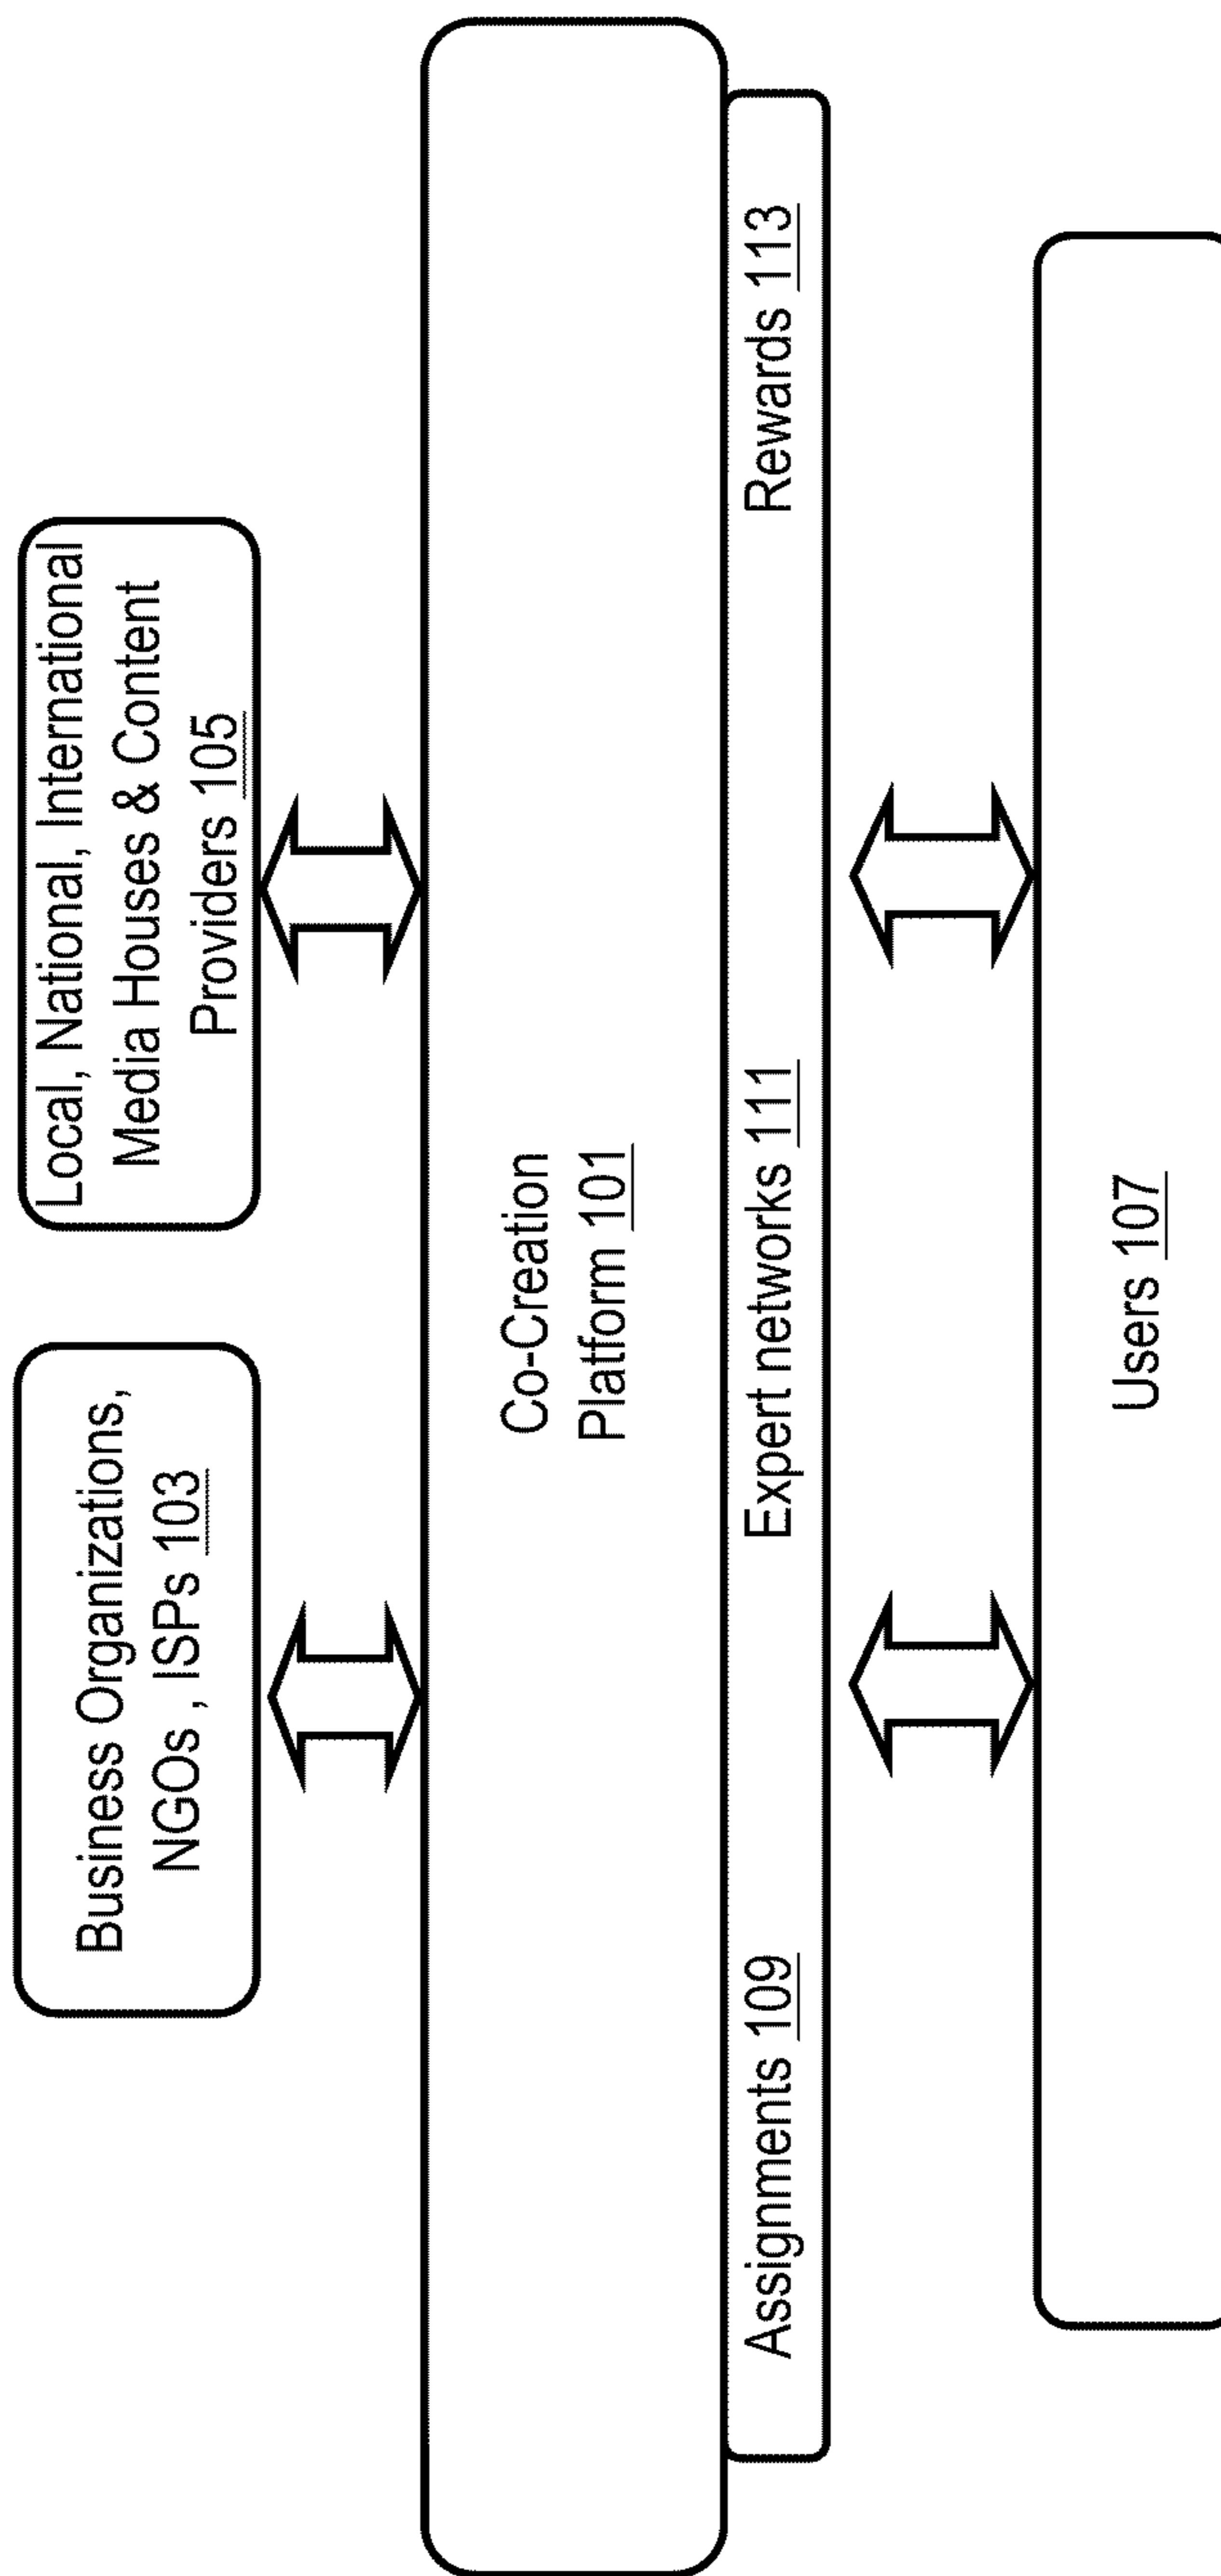 Business Organizations,
NGOs , ISPs 103
Local, National, International
Media Houses & Content
Providers 105
Co-Creation
Platform 101
Assignments 109
Expert networks 111
Rewards 113
Users 107